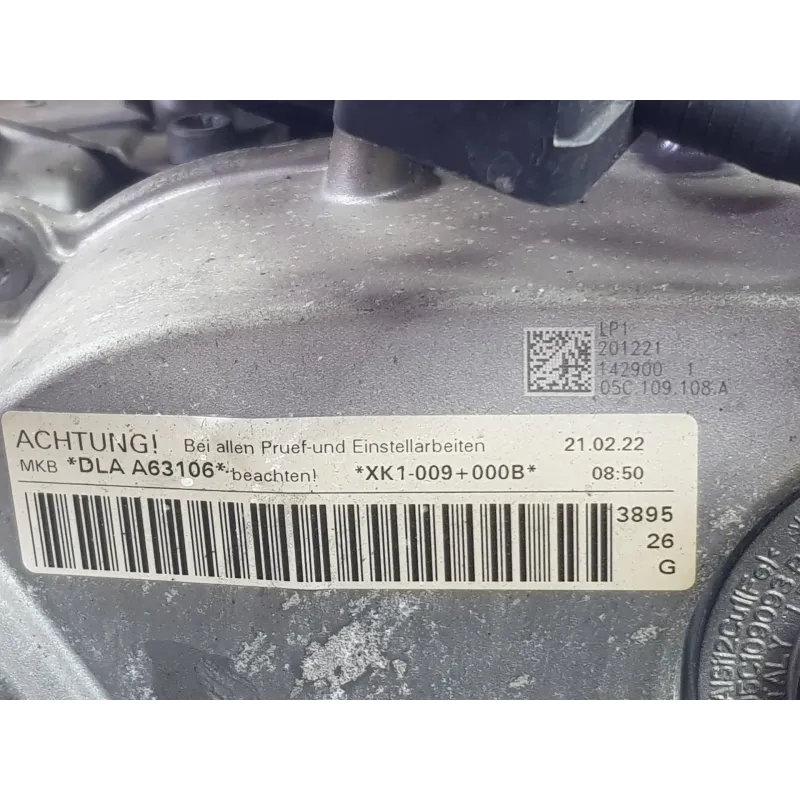 LP1
201221
142900 1
05C.109.108.A
ACHTUNG! Bei allen Pruef-und Einstellarbeiten 21.02.22
MKB *DLA A63106* beachten! *XK1-009+000B* 08:50
3895
26
G
ITALY